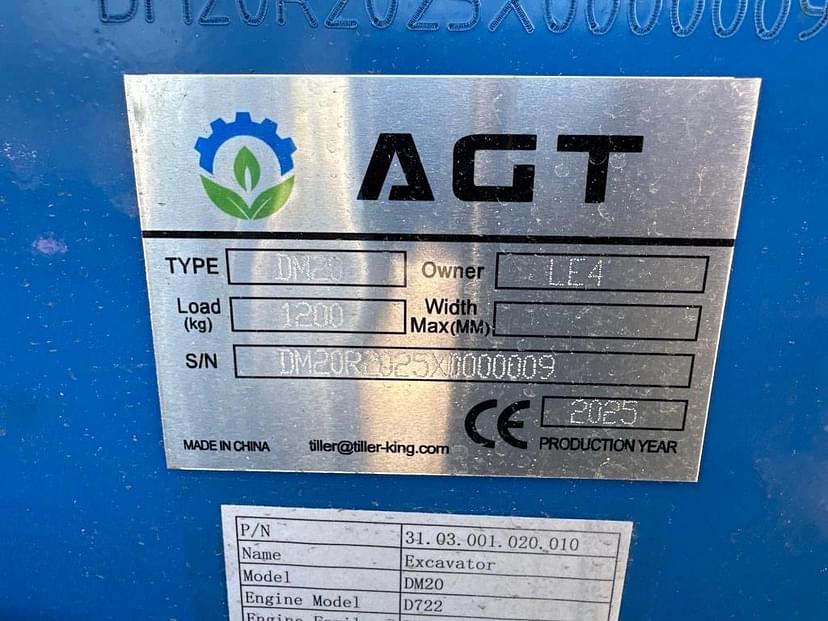 DM20R2025X0000009
AGT
TYPE DM20 Owner LE4
Load (kg) 1200 Width Max(MM)
S/N DM20R2025X0000009
CE 2025
MADE IN CHINA tiller@tiller-king.com PRODUCTION YEAR
P/N 31.03.001.020.010
Name Excavator
Model DM20
Engine Model D722
Engine